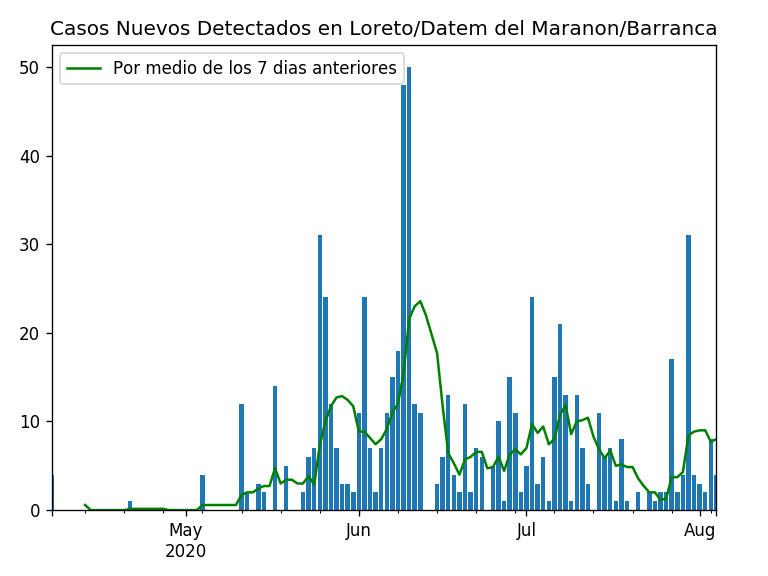 Casos Nuevos Detectados en Loreto/Datem del Maranon/Barranca
Por medio de los 7 dias anteriores
50
40
30
20
10
0
May
2020
Jun
Jul
Aug